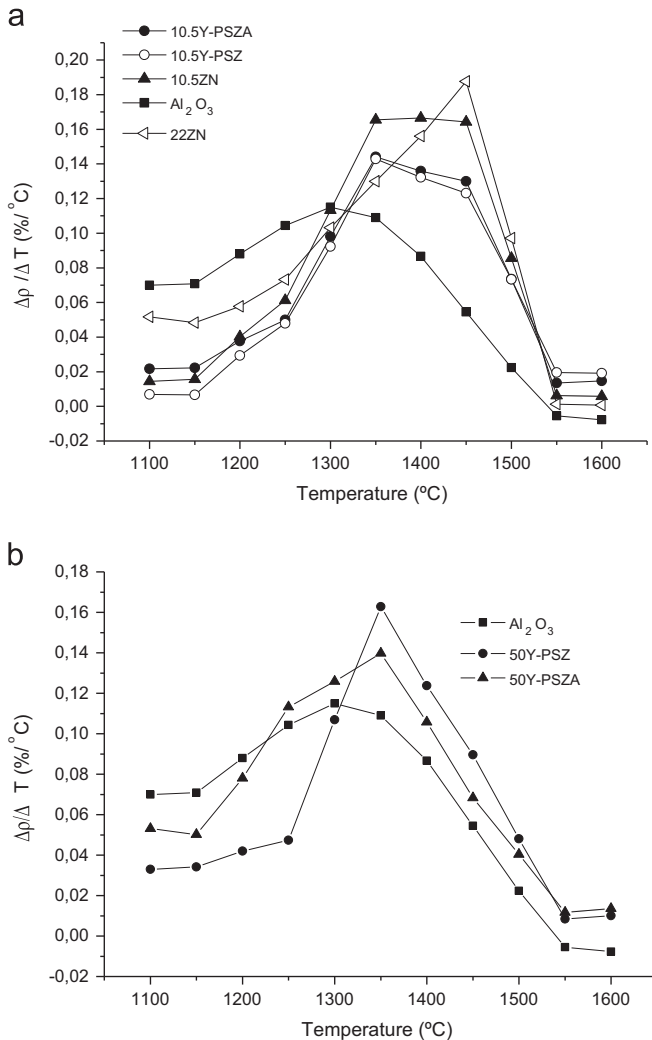 a
10.5Y-PSZA
10.5Y-PSZ
10.5ZN
Al2O3
22ZN
0,20
0,18
0,16
0,14
0,12
0,10
0,08
0,06
0,04
0,02
0,00
-0,02
Δρ /Δ T (%/°C)
1100 1200 1300 1400 1500 1600
Temperature (ºC)
b
0,20
0,18
0,16
0,14
0,12
0,10
0,08
0,06
0,04
0,02
0,00
-0,02
Δρ/Δ T (%/°C)
Al2O3
50Y-PSZ
50Y-PSZA
1100 1200 1300 1400 1500 1600
Temperature (ºC)